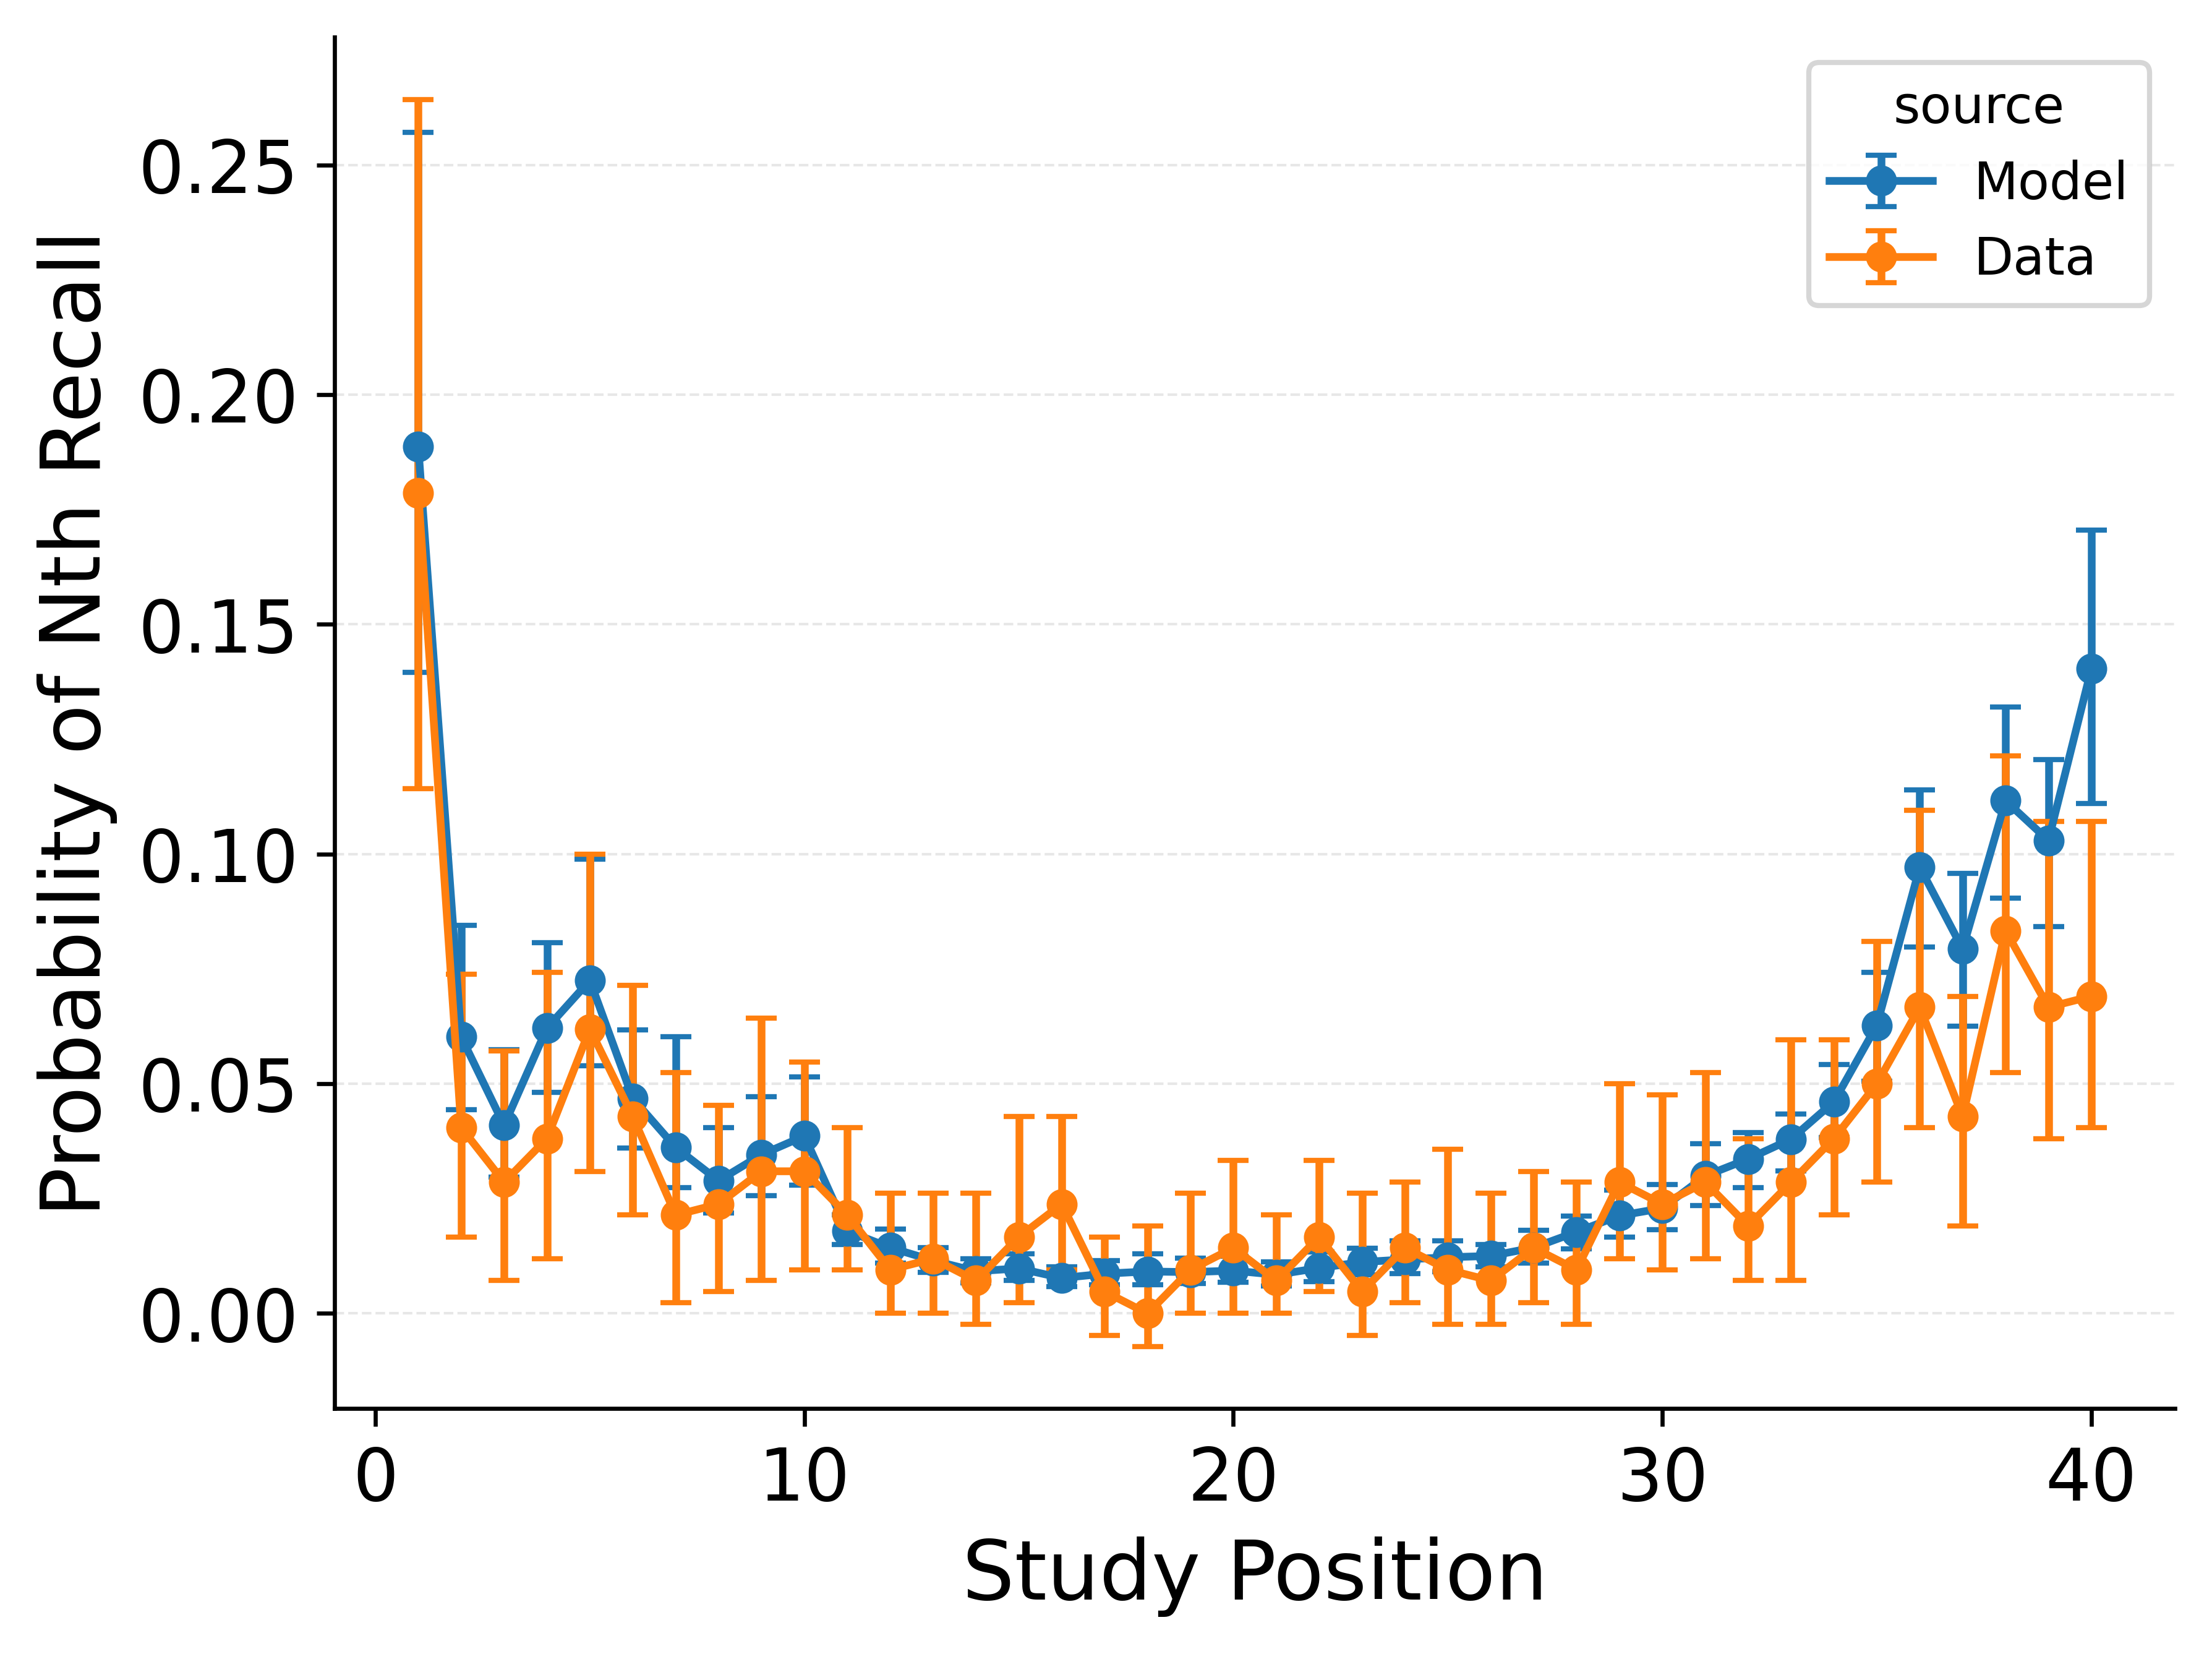 source
Model
Data
Probability of Nth Recall
0.25
0.20
0.15
0.10
0.05
0.00
0 10 20 30 40
Study Position